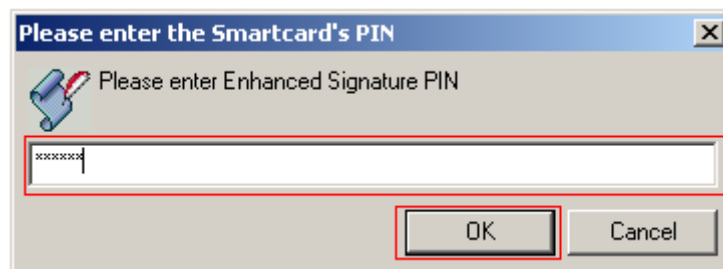 Please enter the Smartcard's PIN
Please enter Enhanced Signature PIN
******
OK Cancel